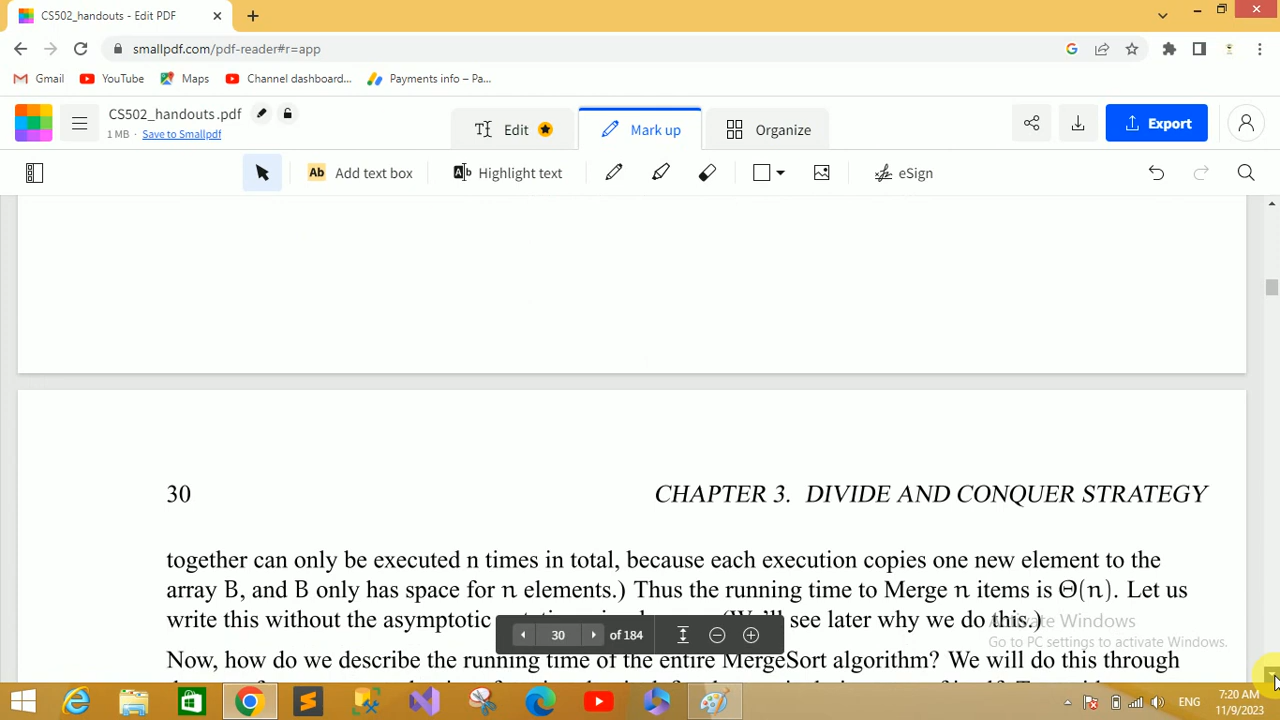 CS502_handouts - Edit PDF
smallpdf.com/pdf-reader#r=app
Gmail YouTube Maps Channel dashboard... Payments info – Pa...
CS502_handouts .pdf
1 MB Save to Smallpdf
Edit Mark up Organize Export
Ab Add text box Highlight text eSign
30 CHAPTER 3. DIVIDE AND CONQUER STRATEGY
together can only be executed n times in total, because each execution copies one new element to the
array B, and B only has space for n elements.) Thus the running time to Merge n items is Θ(n). Let us
write this without the asymptotic see later why we do this.)
Now, how do we describe the running time of the entire MergeSort algorithm? We will do this through
30 of 184
Activate Windows
Go to PC settings to activate Windows.
ENG
7:20 AM
11/9/2023